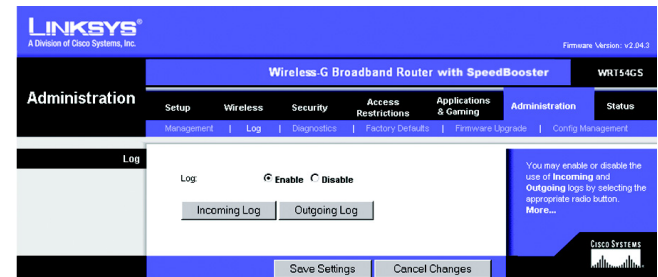 LINKSYS®
A Division of Cisco Systems, Inc.
Firmware Version: v2.04.3
Wireless-G Broadband Router with SpeedBooster WRT54GS
Administration
Setup Wireless Security Access Restrictions Applications & Gaming Administration Status
Management | Log | Diagnostics | Factory Defaults | Firmware Upgrade | Config Management
Log
Log: Enable Disable
Incoming Log Outgoing Log
You may enable or disable the
use of Incoming and
Outgoing logs by selecting the
appropriate radio button.
More...
CISCO SYSTEMS
Save Settings Cancel Changes